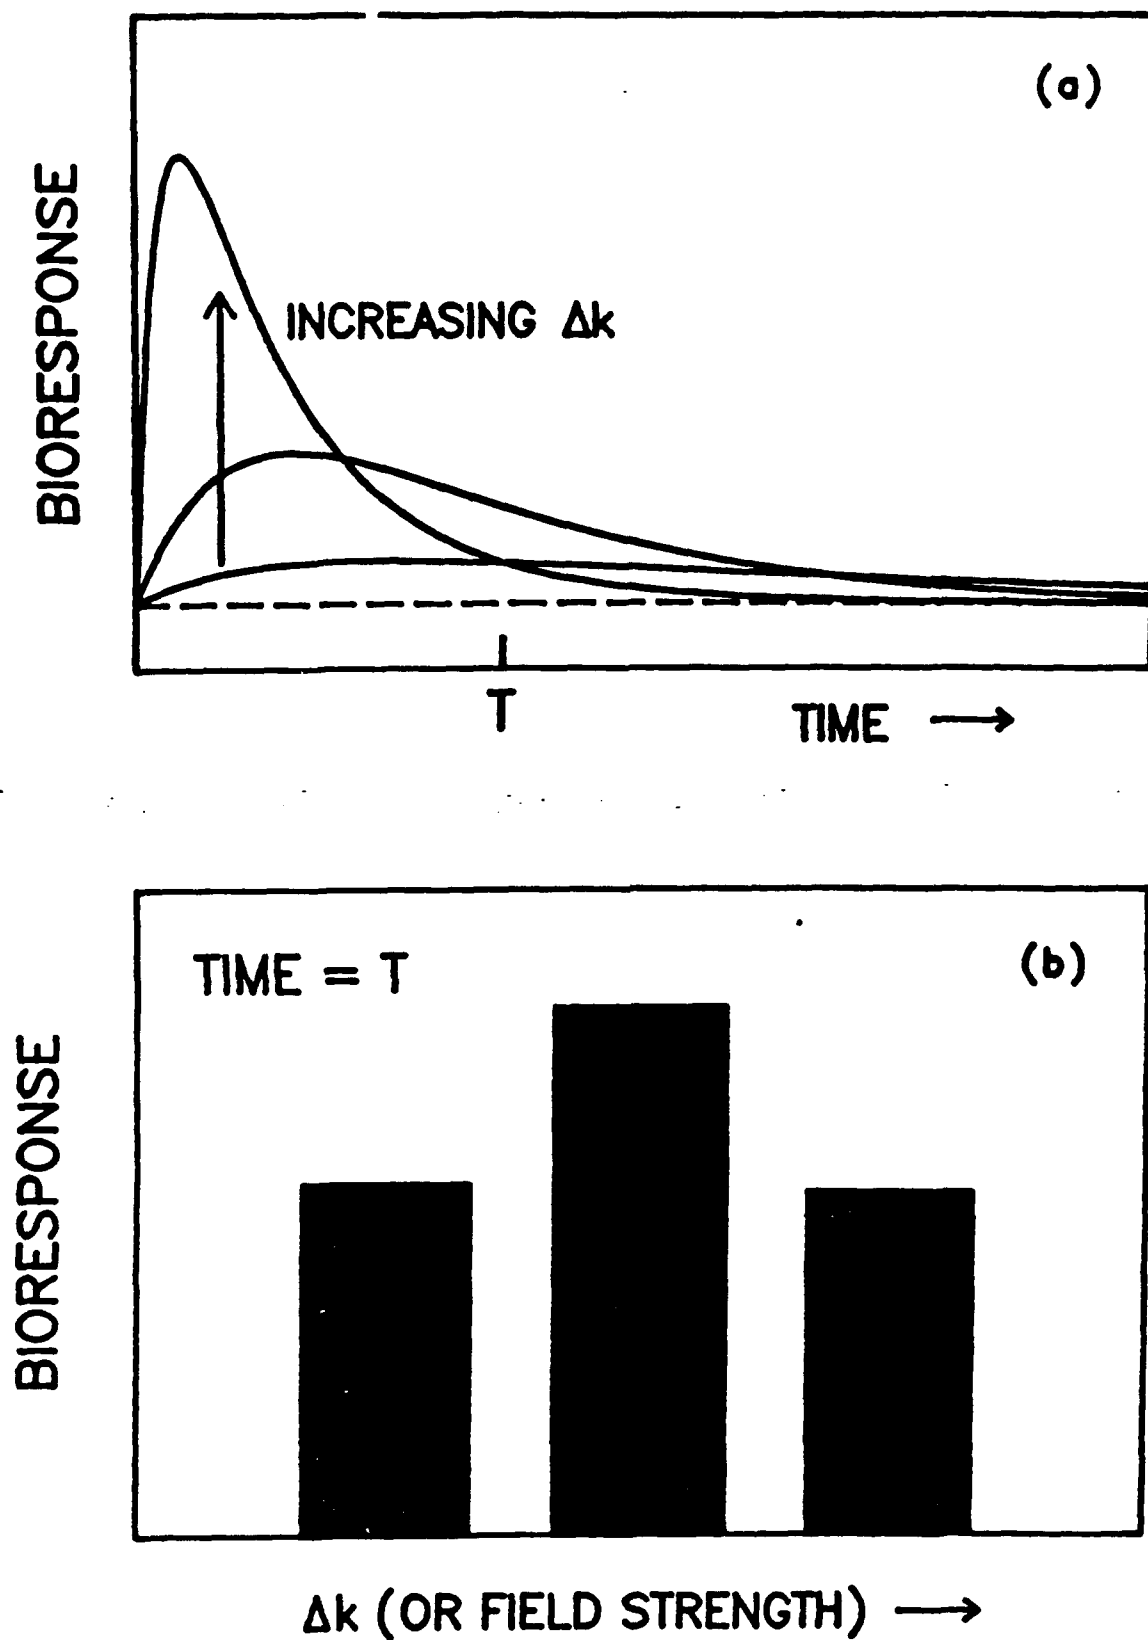 (a)
BIORESPONSE
INCREASING Δk
T
TIME →
TIME = T
(b)
BIORESPONSE
Δk (OR FIELD STRENGTH) →